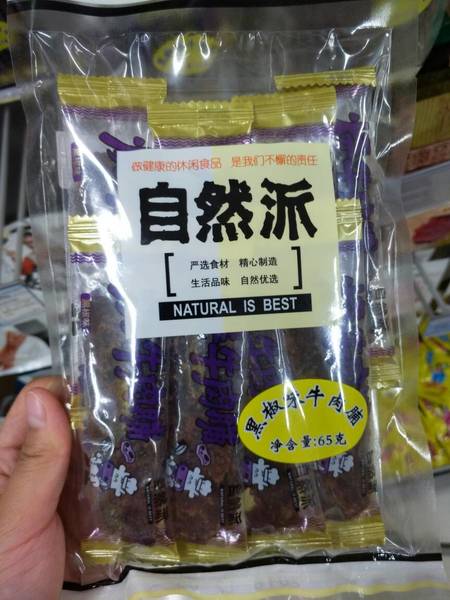 做健康的休闲食品 是我们不懈的责任
自然派
严选食材 精心制造
生活品味 自然优选
NATURAL IS BEST
黑椒味牛肉脯
净含量:65克